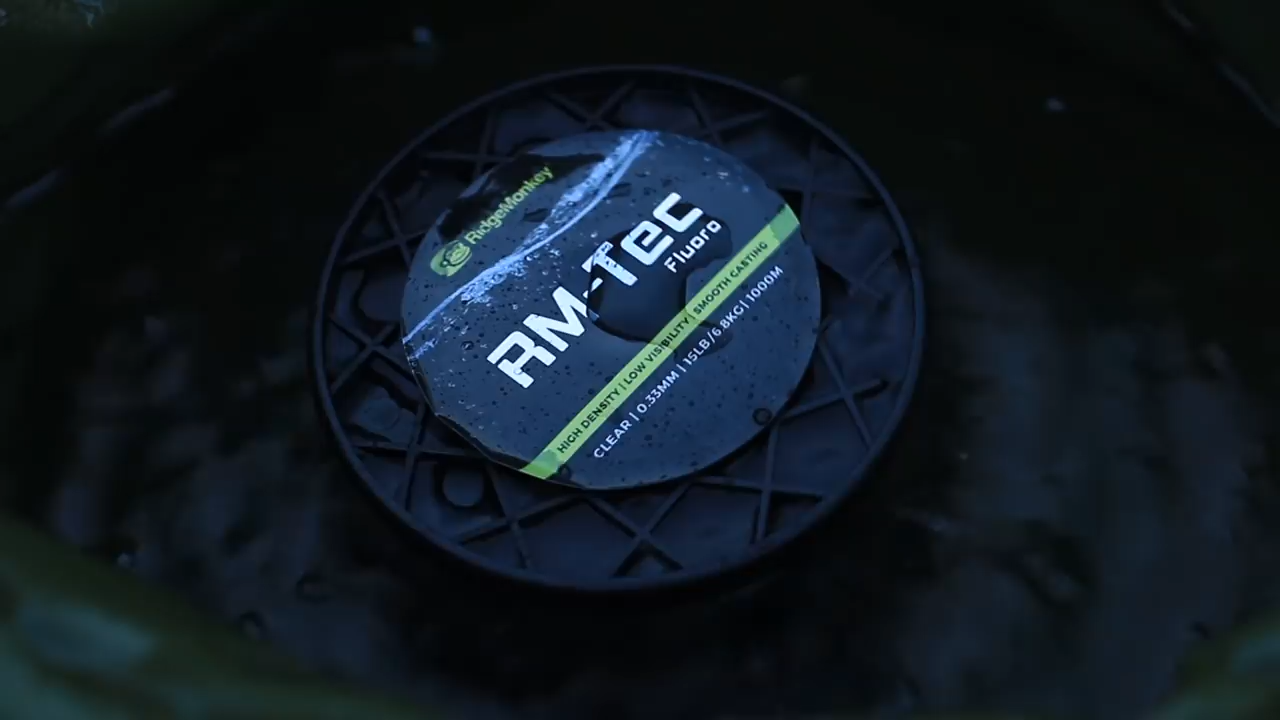 RidgeMonkey
RM-Tec
Fluoro
HIGH DENSITY | LOW VISIBILITY | SMOOTH CASTING
CLEAR | 0.33MM | 15LB/6.8KG| 1000M